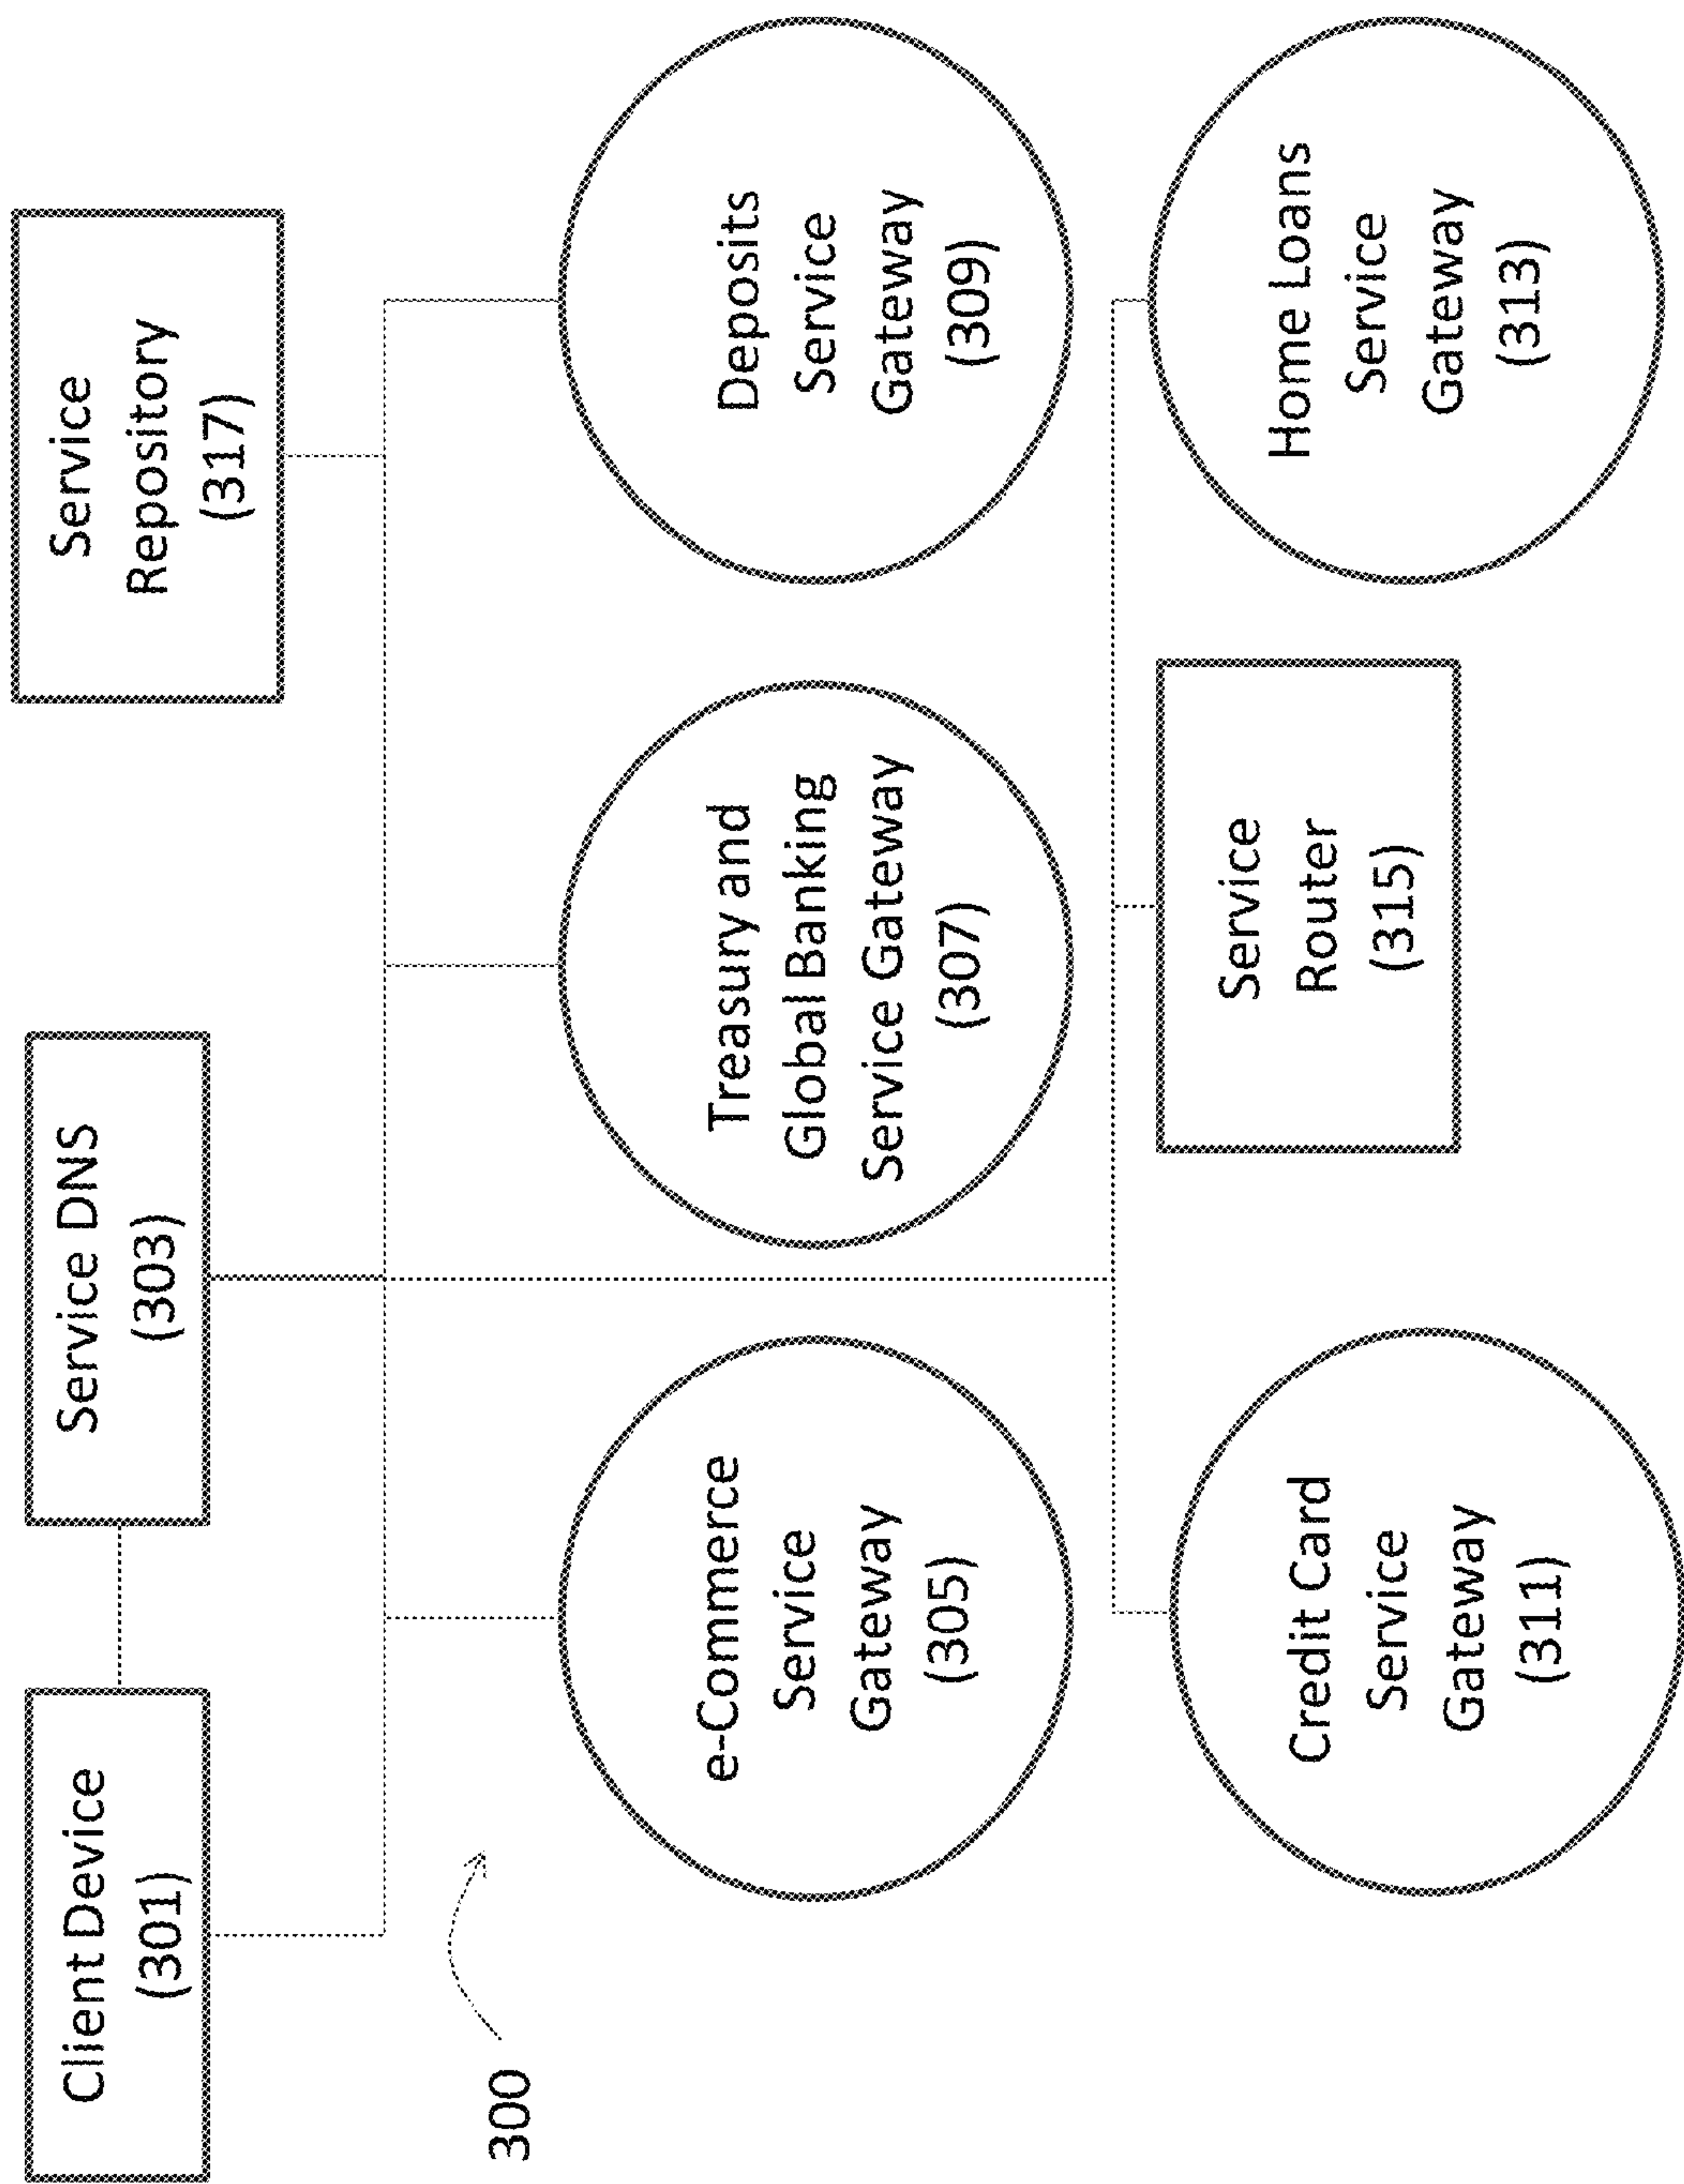 Client Device
(301)
Service DNS
(303)
Service
Repository
(317)
300
e-Commerce
Service
Gateway
(305)
Treasury and
Global Banking
Service Gateway
(307)
Deposits
Service
Gateway
(309)
Credit Card
Service
Gateway
(311)
Service
Router
(315)
Home Loans
Service
Gateway
(313)